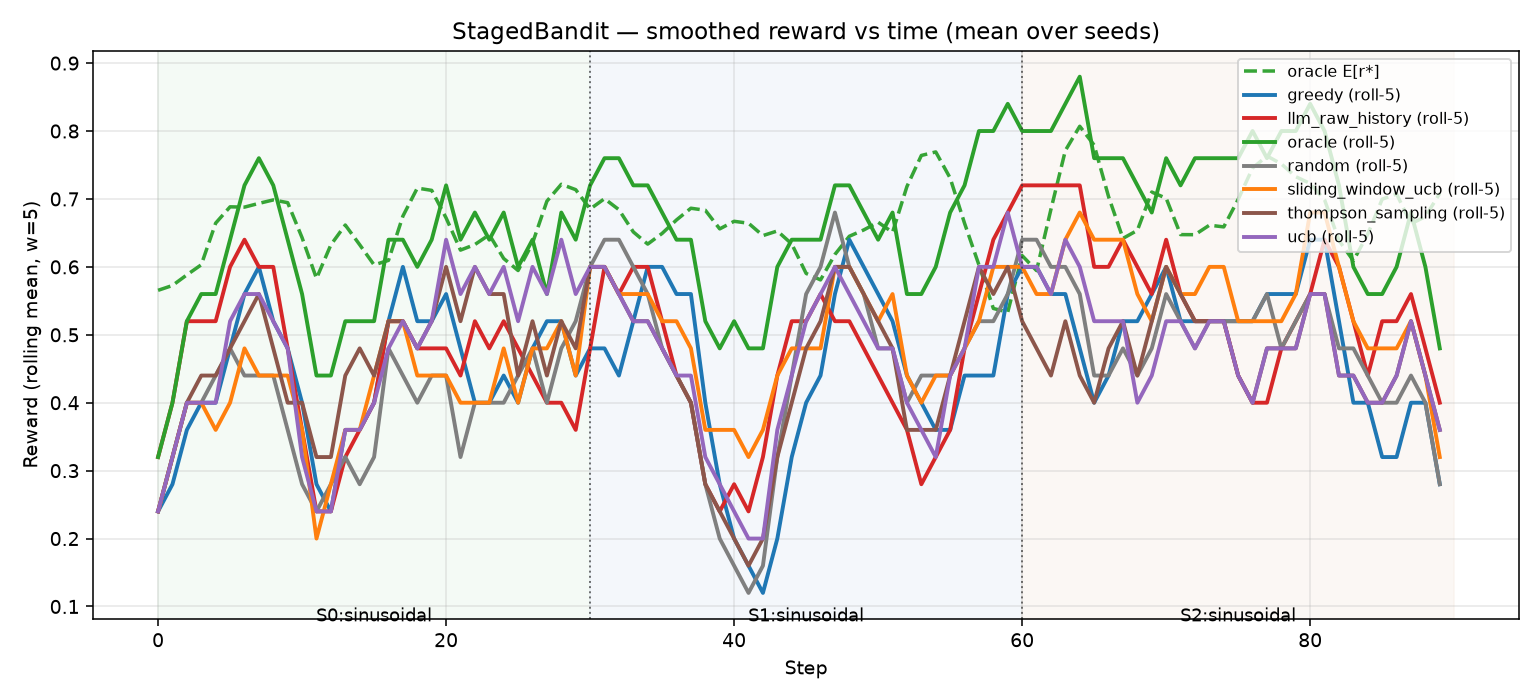 StagedBandit — smoothed reward vs time (mean over seeds)
Reward (rolling mean, w=5)
0.9
0.8
0.7
0.6
0.5
0.4
0.3
0.2
0.1
oracle E[r*]
greedy (roll-5)
llm_raw_history (roll-5)
oracle (roll-5)
random (roll-5)
sliding_window_ucb (roll-5)
thompson_sampling (roll-5)
ucb (roll-5)
S0:sinusoidal
S1:sinusoidal
S2:sinusoidal
0
20
40
60
80
Step